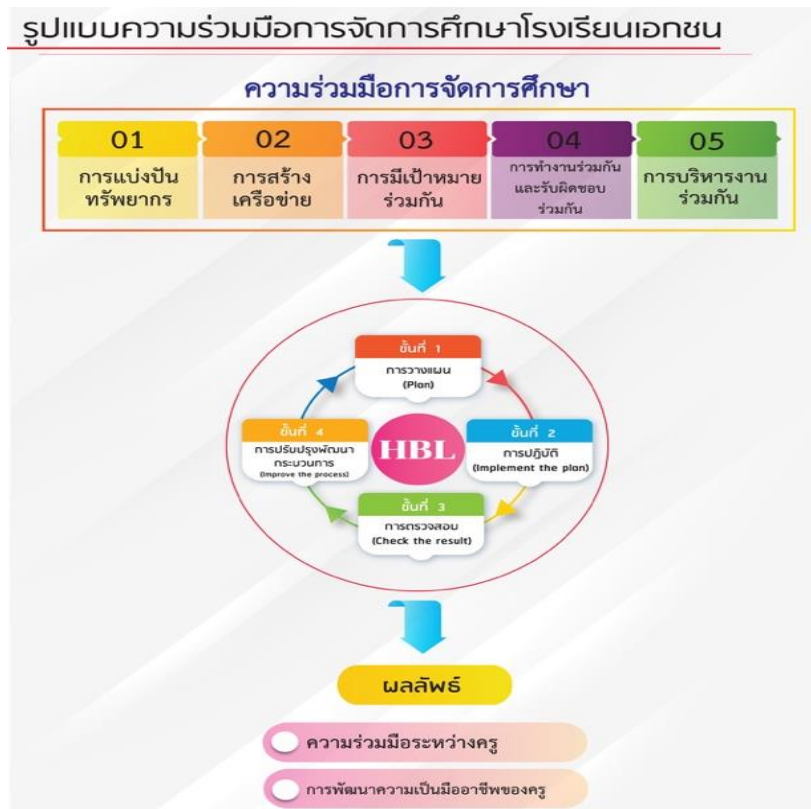 รูปแบบความร่วมมือการจัดการศึกษาโรงเรียนเอกชน
ความร่วมมือการจัดการศึกษา
01
การแบ่งปัน
ทรัพยากร
02
การสร้าง
เครือข่าย
03
การมีเป้าหมาย
ร่วมกัน
04
การทำงานร่วมกัน
และรับผิดชอบ
ร่วมกัน
05
การบริหารงาน
ร่วมกัน
ขั้นที่ 1
การวางแผน
(Plan)
ขั้นที่ 2
การปฏิบัติ
(Implement the plan)
ขั้นที่ 3
การตรวจสอบ
(Check the result)
ขั้นที่ 4
การปรับปรุงพัฒนา
กระบวนการ
(Improve the process)
HBL
ผลลัพธ์
ความร่วมมือระหว่างครู
การพัฒนาความเป็นมืออาชีพของครู